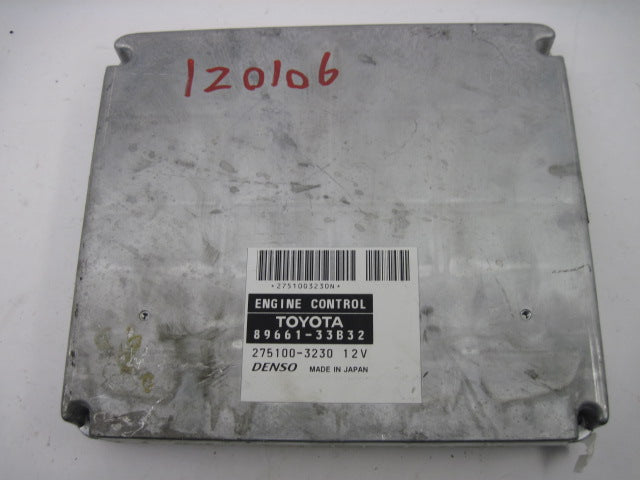 120106
*2751003230N*
ENGINE CONTROL
TOYOTA
89661-33B32
275100-3230 12V
DENSO MADE IN JAPAN